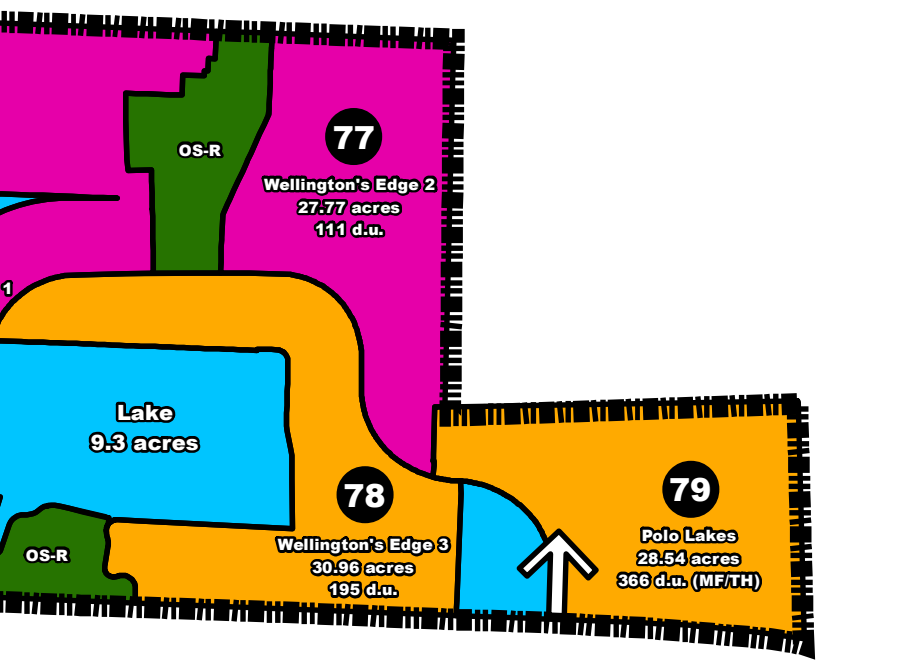 OS-R
77
Wellington's Edge 2
27.77 acres
111 d.u.
1
Lake
9.3 acres
78
Wellington's Edge 3
30.96 acres
195 d.u.
79
Polo Lakes
28.54 acres
366 d.u. (MF/TH)
OS-R